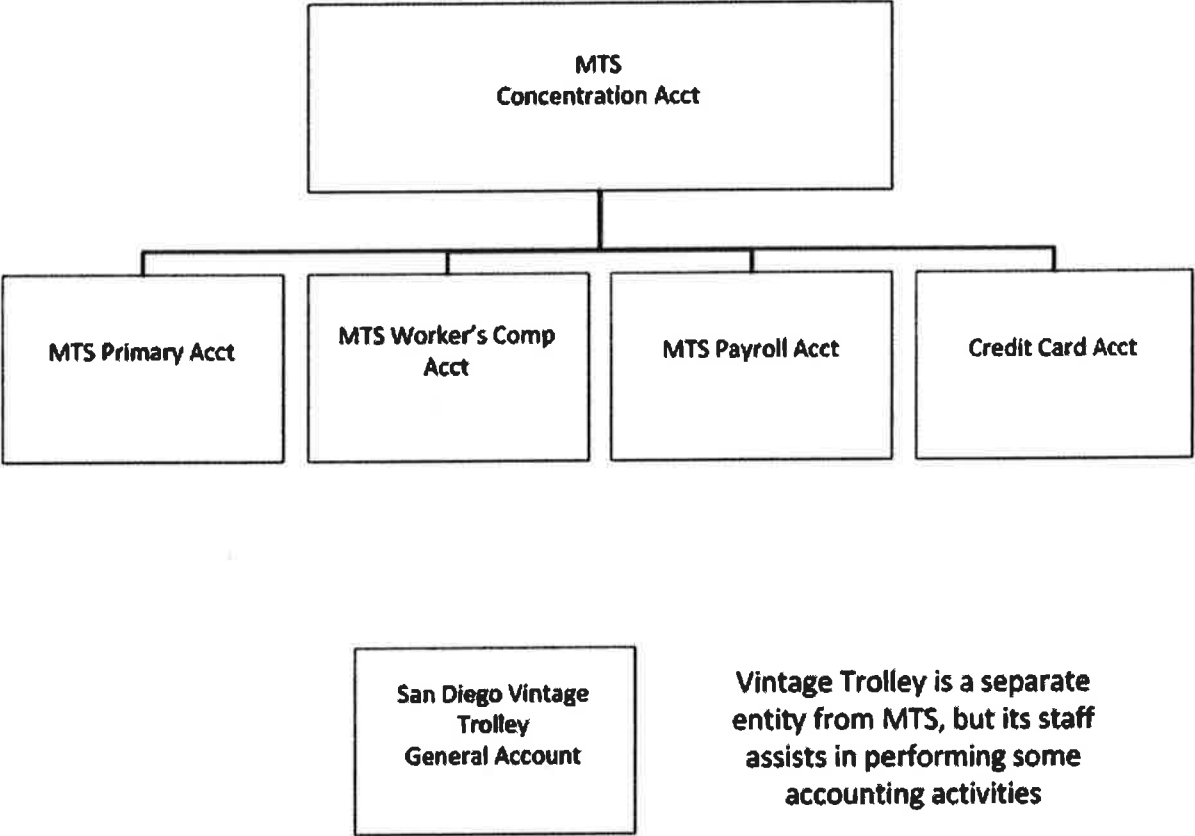 MTS
Concentration Acct
MTS Primary Acct
MTS Worker's Comp
Acct
MTS Payroll Acct
Credit Card Acct
San Diego Vintage
Trolley
General Account
Vintage Trolley is a separate
entity from MTS, but its staff
assists in performing some
accounting activities